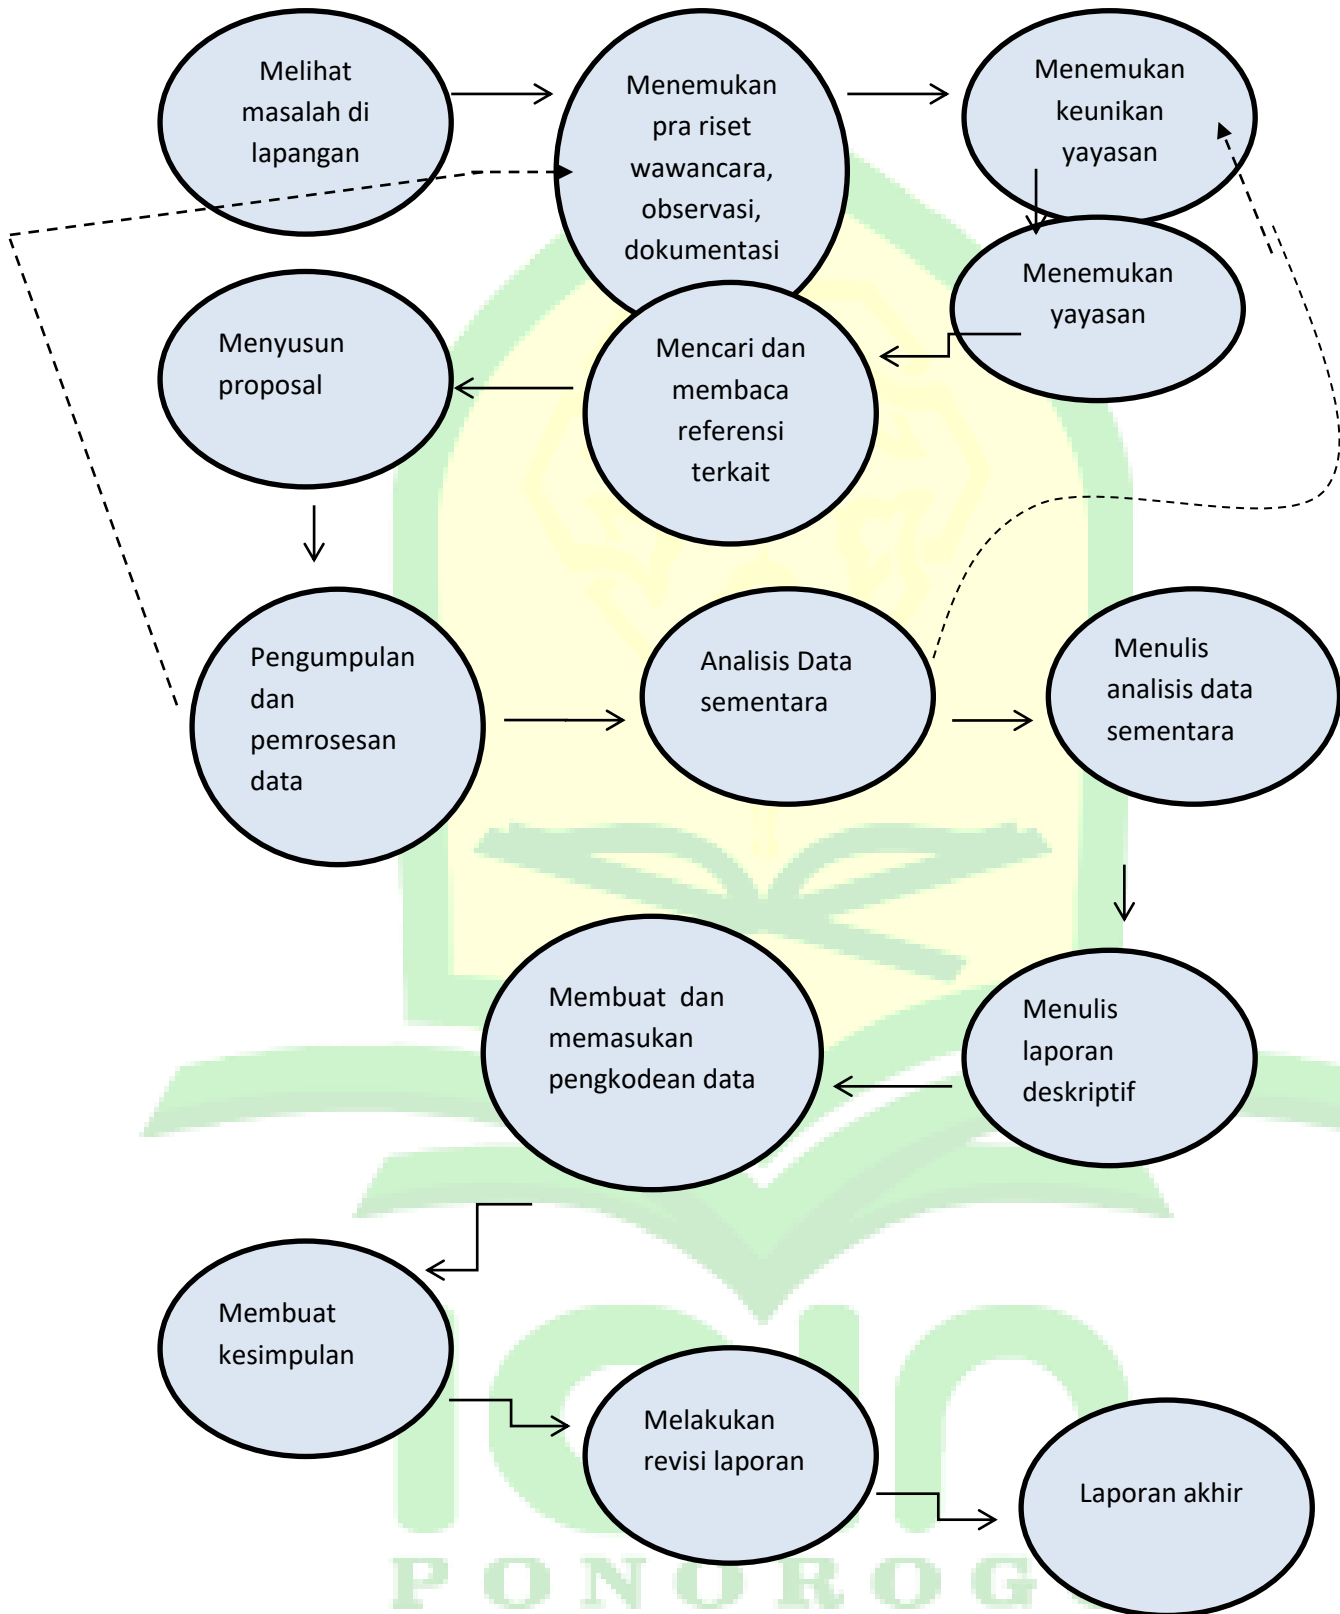 Melihat
masalah di
lapangan
Menemukan
pra riset
wawancara,
observasi,
dokumentasi
Menemukan
keunikan
yayasan
Menemukan
yayasan
Mencari dan
membaca
referensi
terkait
Menyusun
proposal
Pengumpulan
dan
pemrosesan
data
Analisis Data
sementara
Menulis
analisis data
sementara
Menulis
laporan
deskriptif
Membuat  dan
memasukan
pengkodean data
Membuat
kesimpulan
Melakukan
revisi laporan
Laporan akhir
iain
PONOROGO